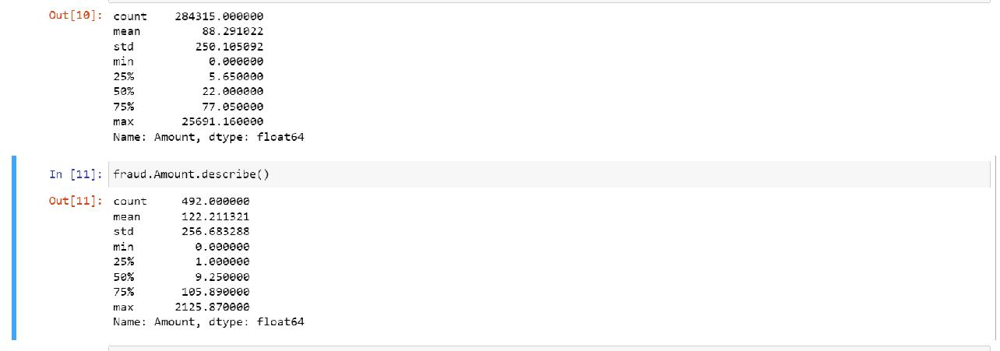 Out[10]: count 284315.000000
mean 88.291022
std 250.105092
min 0.000000
25% 5.650000
50% 22.000000
75% 77.050000
max 25691.160000
Name: Amount, dtype: float64
In [11]: fraud.Amount.describe()
Out[11]: count 492.000000
mean 122.211321
std 256.683288
min 0.000000
25% 1.000000
50% 9.250000
75% 105.890000
max 2125.870000
Name: Amount, dtype: float64